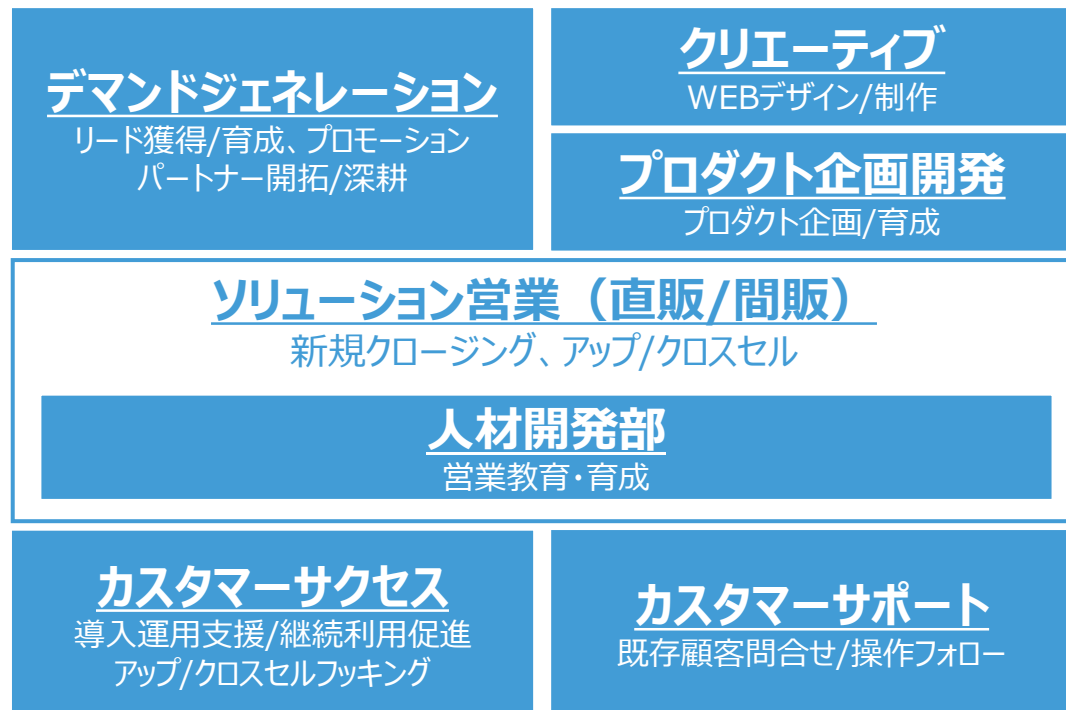 デマンドジェネレーション
リード獲得/育成、プロモーション
パートナー開拓/深耕
クリエーティブ
WEBデザイン/制作
プロダクト企画開発
プロダクト企画/育成
ソリューション営業（直販/間販）
新規クロージング、アップ/クロスセル
人材開発部
営業教育・育成
カスタマーサクセス
導入運用支援/継続利用促進
アップ/クロスセルフッキング
カスタマーサポート
既存顧客問合せ/操作フォロー